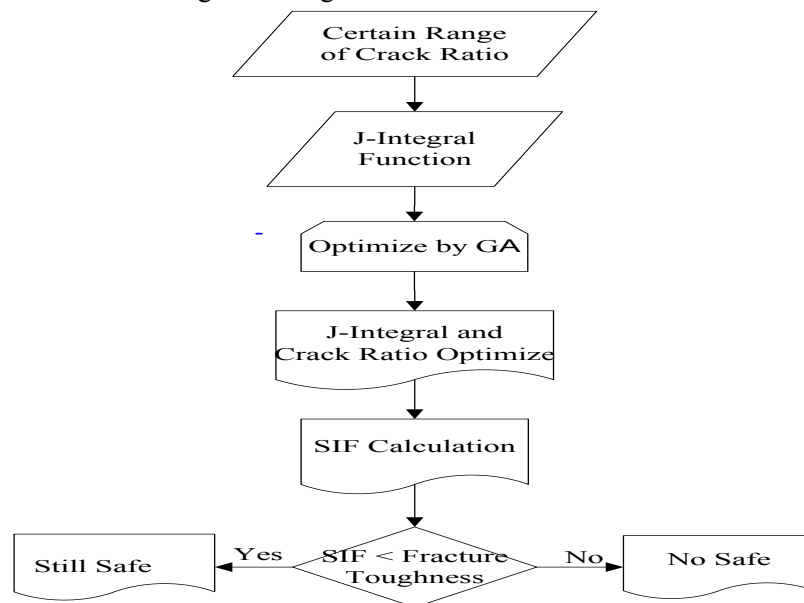 Certain Range
of Crack Ratio
J-Integral
Function
Optimize by GA
J-Integral and
Crack Ratio Optimize
SIF Calculation
SIF < Fracture
Toughness
Yes
No
Still Safe
No Safe